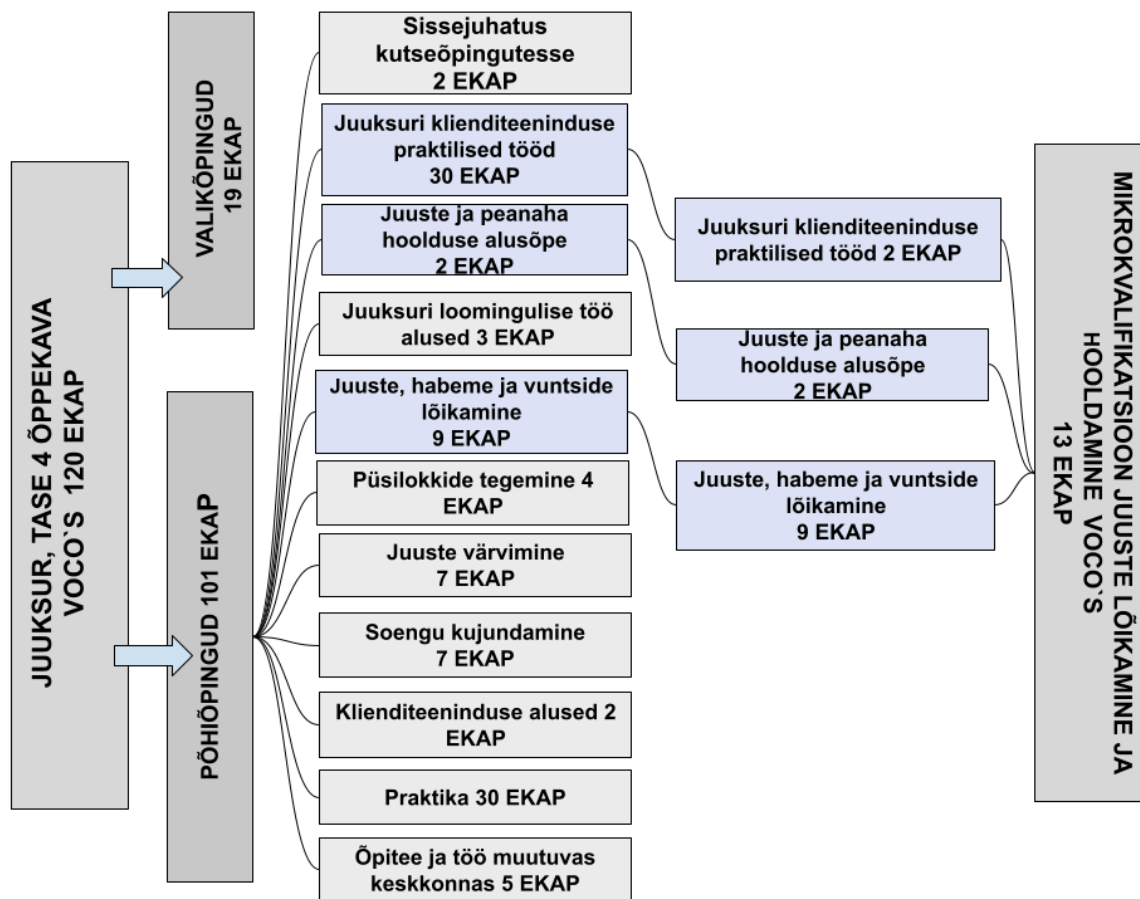 JUUKSUR, TASE 4 ÕPPEKAVA
VOCO`S 120 EKAP
VALIKÕPINGUD
19 EKAP
PÕHIÕPINGUD 101 EKAP
Sissejuhatus
kutseõpingutesse
2 EKAP
Juuksuri klienditeeninduse
praktilised tööd
30 EKAP
Juuste ja peanaha
hoolduse alusõpe
2 EKAP
Juuksuri loomingulise töö
alused 3 EKAP
Juuste, habeme ja vuntside
lõikamine
9 EKAP
Püsilokkide tegemine 4
EKAP
Juuste värvimine
7 EKAP
Soengu kujundamine
7 EKAP
Klienditeeninduse alused 2
EKAP
Praktika 30 EKAP
Õpitee ja töö muutuvas
keskkonnas 5 EKAP
Juuksuri klienditeeninduse
praktilised tööd 2 EKAP
Juuste ja peanaha
hoolduse alusõpe
2 EKAP
Juuste, habeme ja vuntside
lõikamine
9 EKAP
MIKROKVALIFIKATSIOON JUUSTE LÕIKAMINE JA
HOOLDAMINE VOCO`S
13 EKAP